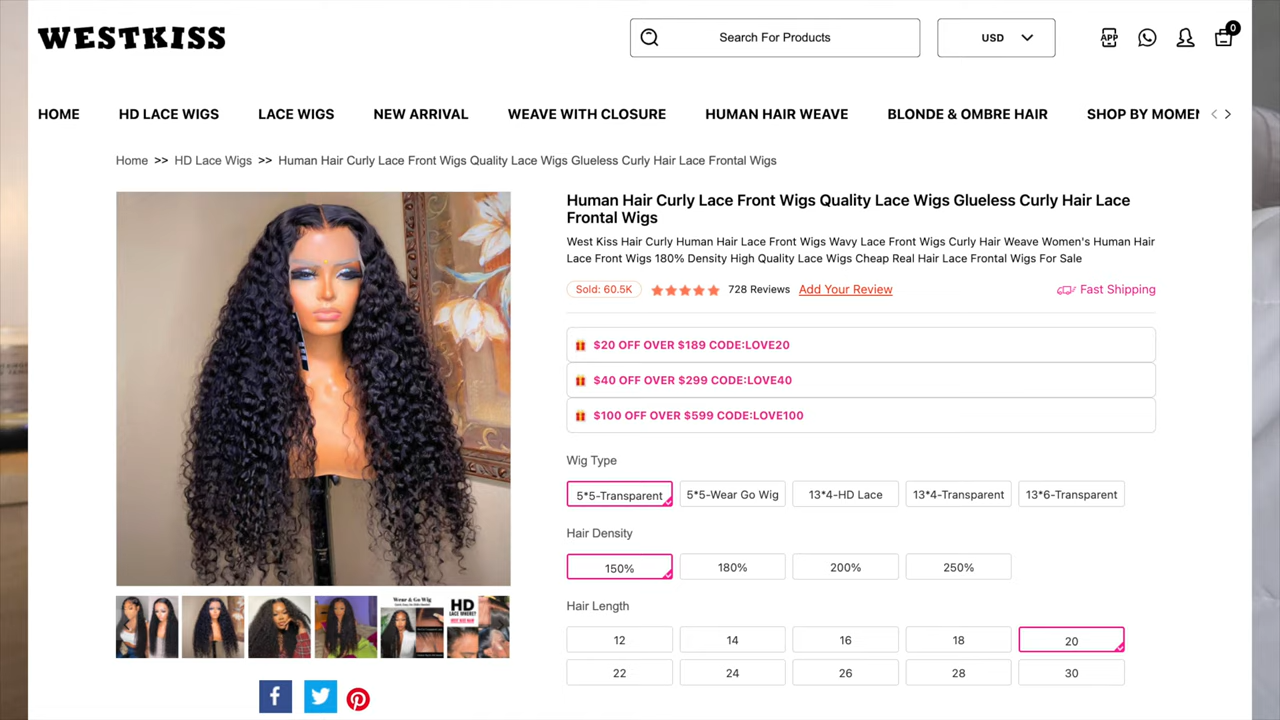 WESTKISS
Search For Products
USD
APP
0
HOME
HD LACE WIGS
LACE WIGS
NEW ARRIVAL
WEAVE WITH CLOSURE
HUMAN HAIR WEAVE
BLONDE & OMBRE HAIR
SHOP BY MOMEN
Home >> HD Lace Wigs >> Human Hair Curly Lace Front Wigs Quality Lace Wigs Glueless Curly Hair Lace Frontal Wigs
Human Hair Curly Lace Front Wigs Quality Lace Wigs Glueless Curly Hair Lace
Frontal Wigs
West Kiss Hair Curly Human Hair Lace Front Wigs Wavy Lace Front Wigs Curly Hair Weave Women's Human Hair
Lace Front Wigs 180% Density High Quality Lace Wigs Cheap Real Hair Lace Frontal Wigs For Sale
Sold: 60.5K
728 Reviews
Add Your Review
Fast Shipping
$20 OFF OVER $189 CODE:LOVE20
$40 OFF OVER $299 CODE:LOVE40
$100 OFF OVER $599 CODE:LOVE100
Wig Type
5*5-Transparent
5*5-Wear Go Wig
13*4-HD Lace
13*4-Transparent
13*6-Transparent
Hair Density
150%
180%
200%
250%
Hair Length
12
14
16
18
20
22
24
26
28
30
Wear & Go Wig
HD
LACE WHERE?